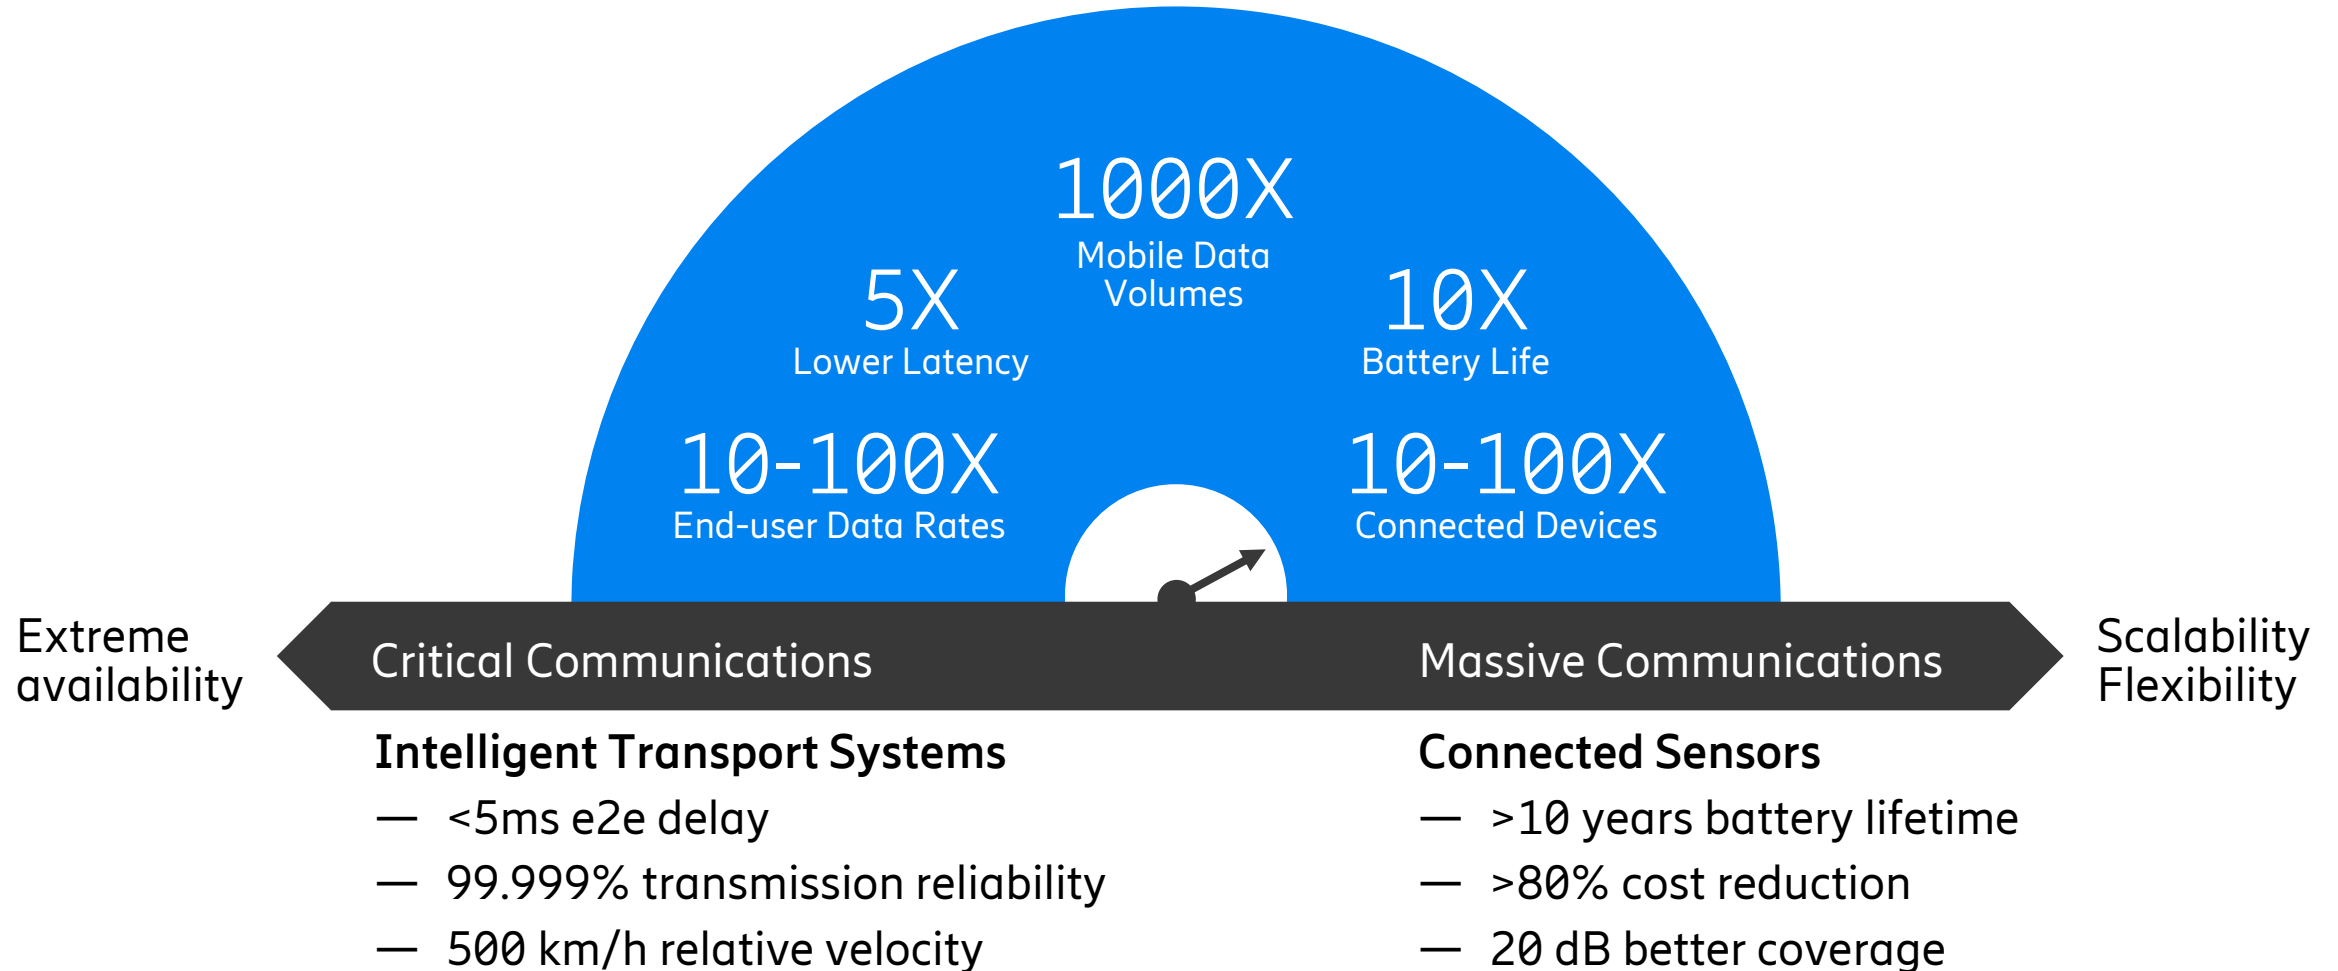 1000X
Mobile Data
Volumes
5X
Lower Latency
10X
Battery Life
10-100X
End-user Data Rates
10-100X
Connected Devices
Extreme
availability
Critical Communications
Massive Communications
Scalability
Flexibility
Intelligent Transport Systems
— <5ms e2e delay
— 99.999% transmission reliability
— 500 km/h relative velocity
Connected Sensors
— >10 years battery lifetime
— >80% cost reduction
— 20 dB better coverage